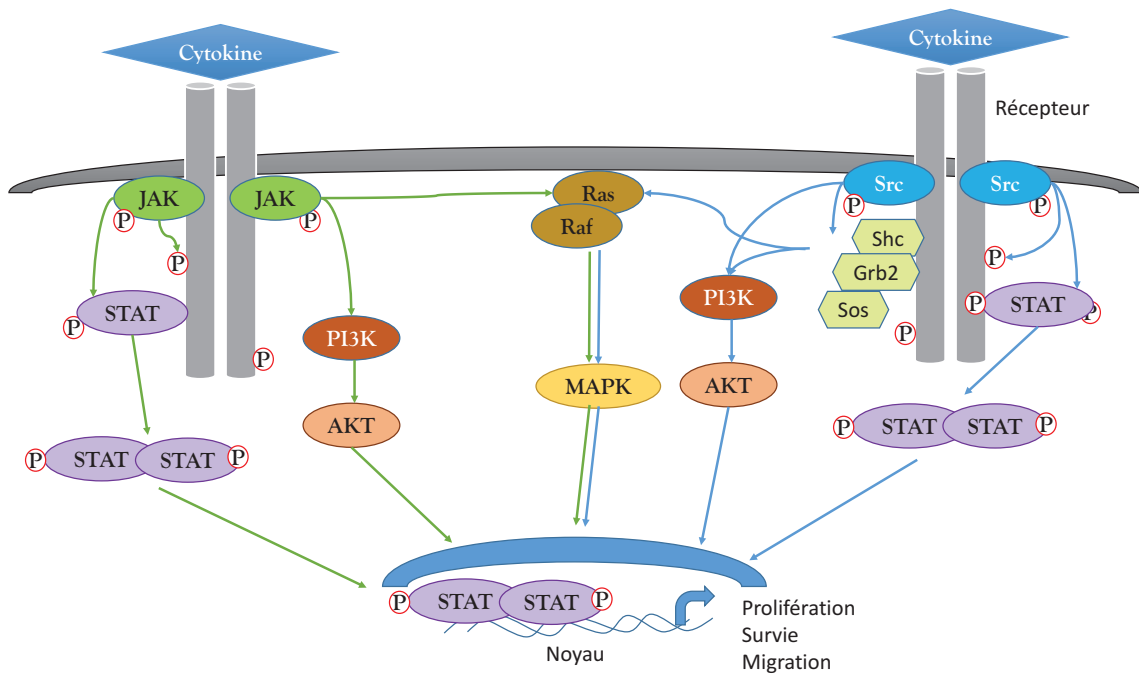 Cytokine
Cytokine
Récepteur
JAK
JAK
Ras
Raf
Src
Src
P
P
P
P
P
Shc
Grb2
Sos
P
P
STAT
P
PI3K
P
PI3K
P
STAT
P
P
MAPK
AKT
AKT
P
STAT
STAT
P
P
STAT
STAT
P
P
STAT
STAT
P
Prolifération
Survie
Migration
Noyau